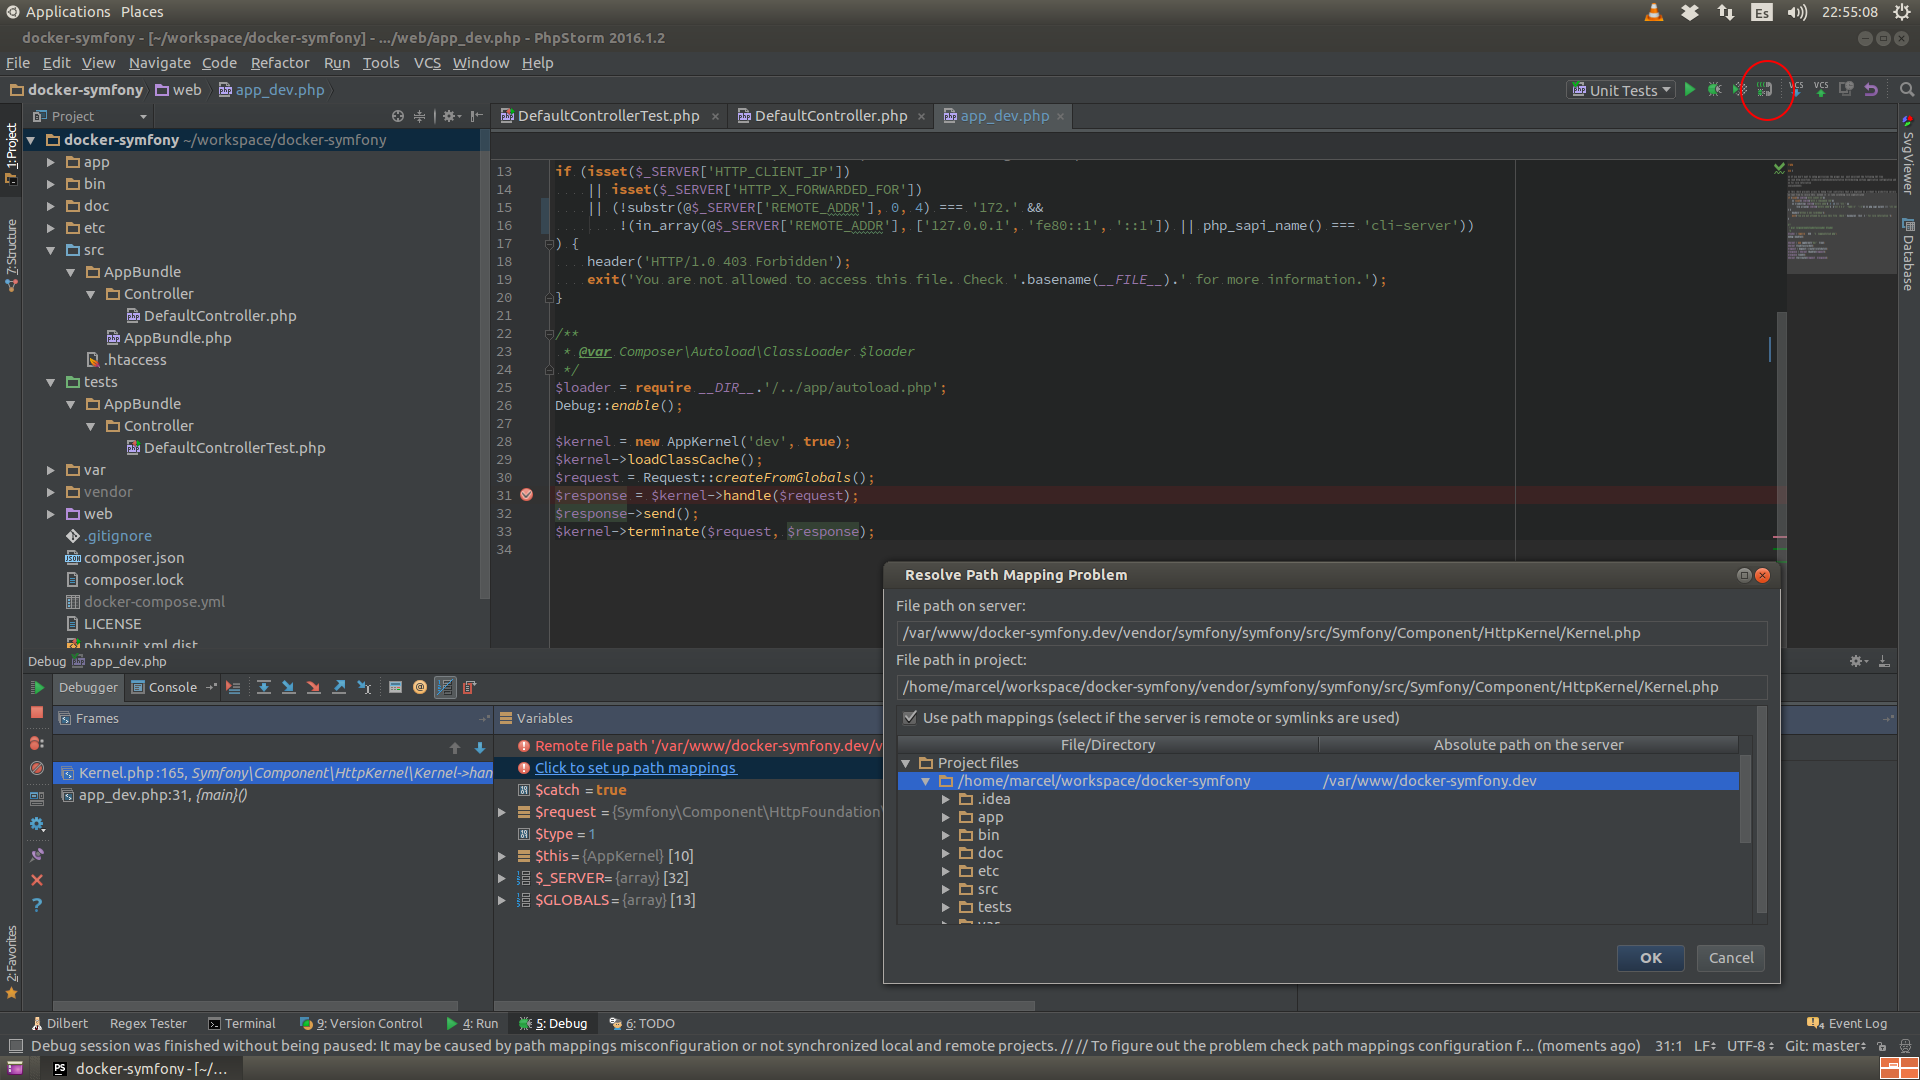 Applications Places
Es 22:55:08
docker-symfony - [~/workspace/docker-symfony] - .../web/app_dev.php - PhpStorm 2016.1.2
File Edit View Navigate Code Refactor Run Tools VCS Window Help
docker-symfony web app_dev.php
Unit Tests VCS VCS
Project
DefaultControllerTest.php DefaultController.php app_dev.php
1: Project
7: Structure
2: Favorites
SvgViewer
Database
docker-symfony ~/workspace/docker-symfony
app
bin
doc
etc
src
AppBundle
Controller
DefaultController.php
AppBundle.php
.htaccess
tests
AppBundle
Controller
DefaultControllerTest.php
var
vendor
web
.gitignore
composer.json
composer.lock
docker-compose.yml
LICENSE
phpunit.xml.dist
13 if (isset($_SERVER['HTTP_CLIENT_IP'])
14 || isset($_SERVER['HTTP_X_FORWARDED_FOR'])
15 || (!substr(@$_SERVER['REMOTE_ADDR'], 0, 4) === '172.' &&
16 !(in_array(@$_SERVER['REMOTE_ADDR'], ['127.0.0.1', 'fe80::1', '::1']) || php_sapi_name() === 'cli-server'))
17 ) {
18 header('HTTP/1.0 403 Forbidden');
19 exit('You are not allowed to access this file. Check '.basename(__FILE__).' for more information.');
20 }
21
22 /**
23 * @var Composer\Autoload\ClassLoader $loader
24 */
25 $loader = require __DIR__.'/../app/autoload.php';
26 Debug::enable();
27
28 $kernel = new AppKernel('dev', true);
29 $kernel->loadClassCache();
30 $request = Request::createFromGlobals();
31 $response = $kernel->handle($request);
32 $response->send();
33 $kernel->terminate($request, $response);
34
Debug app_dev.php
Debugger Console
Frames
Kernel.php:165, Symfony\Component\HttpKernel\Kernel->han
app_dev.php:31, {main}()
Variables
Remote file path '/var/www/docker-symfony.dev/v
Click to set up path mappings
$catch = true
$request = {Symfony\Component\HttpFoundation\
$type = 1
$this = {AppKernel} [10]
$_SERVER = {array} [32]
$GLOBALS = {array} [13]
Resolve Path Mapping Problem
File path on server:
/var/www/docker-symfony.dev/vendor/symfony/symfony/src/Symfony/Component/HttpKernel/Kernel.php
File path in project:
/home/marcel/workspace/docker-symfony/vendor/symfony/symfony/src/Symfony/Component/HttpKernel/Kernel.php
Use path mappings (select if the server is remote or symlinks are used)
File/Directory Absolute path on the server
Project files
/home/marcel/workspace/docker-symfony /var/www/docker-symfony.dev
.idea
app
bin
doc
etc
src
tests
var
OK Cancel
Dilbert Regex Tester Terminal 9: Version Control 4: Run 5: Debug 6: TODO Event Log
Debug session was finished without being paused: It may be caused by path mappings misconfiguration or not synchronized local and remote projects. // // To figure out the problem check path mappings configuration f... (moments ago) 31:1 LF UTF-8 Git: master
PS docker-symfony - [~/...